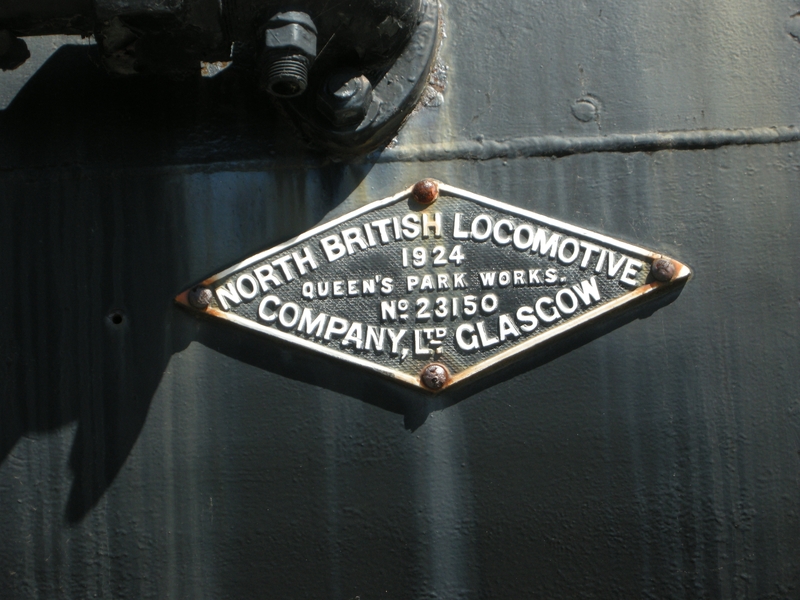 NORTH BRITISH LOCOMOTIVE
1924
QUEEN'S PARK WORKS.
No 23150
COMPANY, LTD GLASGOW